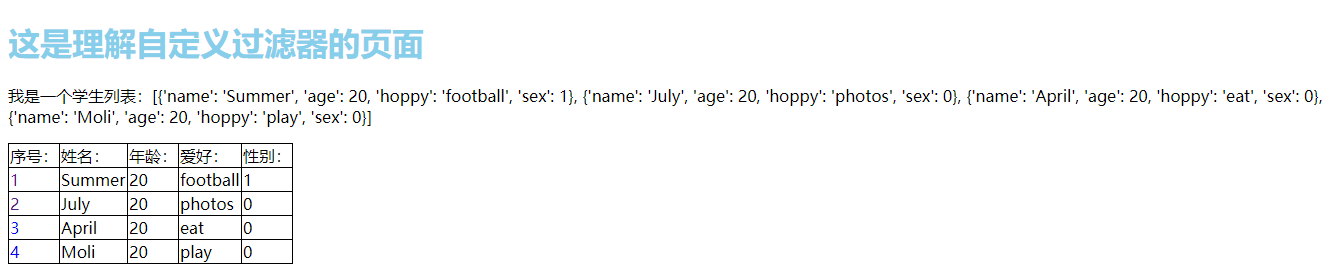 这是理解自定义过滤器的页面
我是一个学生列表：[{'name': 'Summer', 'age': 20, 'hoppy': 'football', 'sex': 1}, {'name': 'July', 'age': 20, 'hoppy': 'photos', 'sex': 0}, {'name': 'April', 'age': 20, 'hoppy': 'eat', 'sex': 0},
{'name': 'Moli', 'age': 20, 'hoppy': 'play', 'sex': 0}]
序号： 姓名： 年龄： 爱好： 性别：
1 Summer 20 football 1
2 July 20 photos 0
3 April 20 eat 0
4 Moli 20 play 0